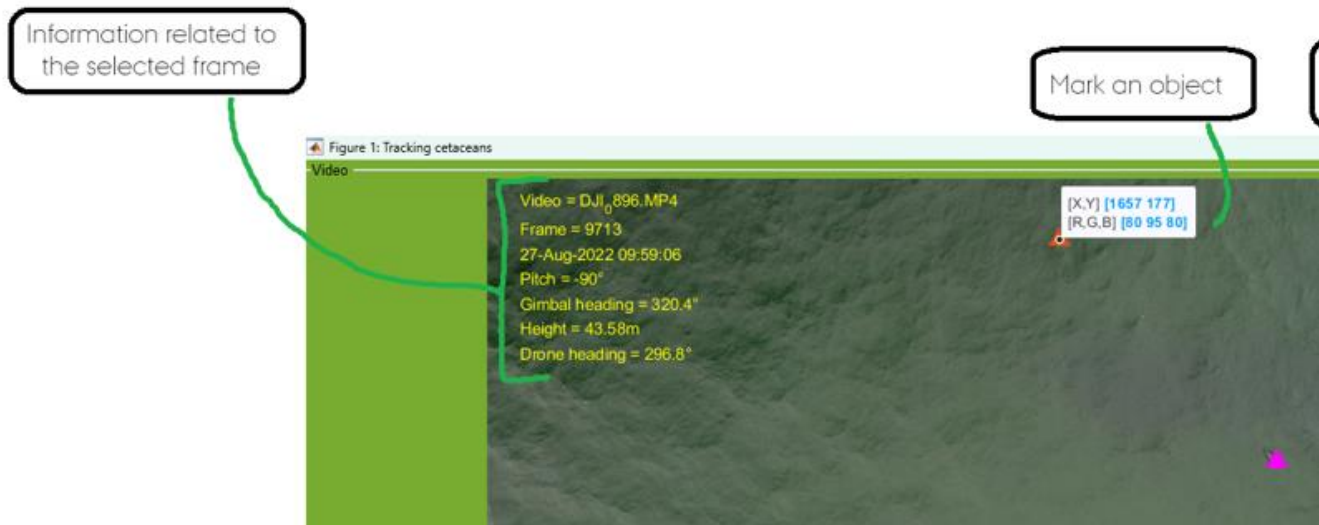 Information related to
the selected frame
Mark an object
Figure 1: Tracking cetaceans
Video
Video = DJI₀896.MP4
Frame = 9713
27-Aug-2022 09:59:06
Pitch = -90°
Gimbal heading = 320.4°
Height = 43.58m
Drone heading = 296.8°
[X,Y] [1657 177]
[R,G,B] [80 95 80]